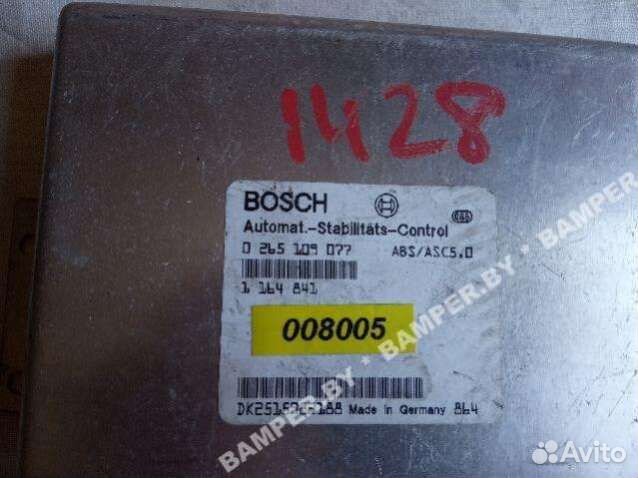 1428
BOSCH
Automat.-Stabilitäts-Control
0 265 109 077 ABS/ASC5.0
1 164 841
008005
Made in Germany 864
BAMPER.BY * BAMPER.BY * BAMPER.BY
Avito